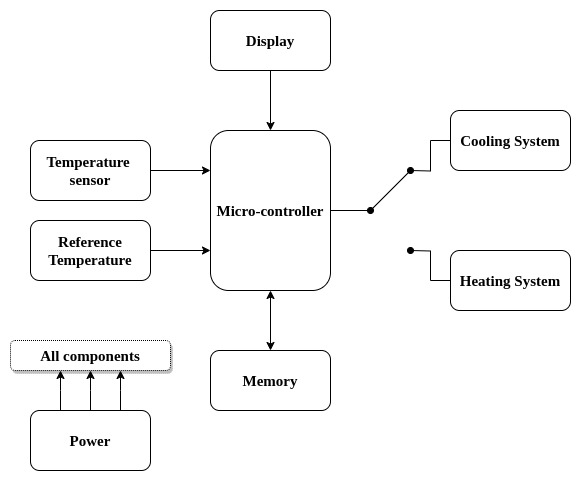 Display
Cooling System
Temperature
sensor
Micro-controller
Reference
Temperature
Heating System
All components
Memory
Power